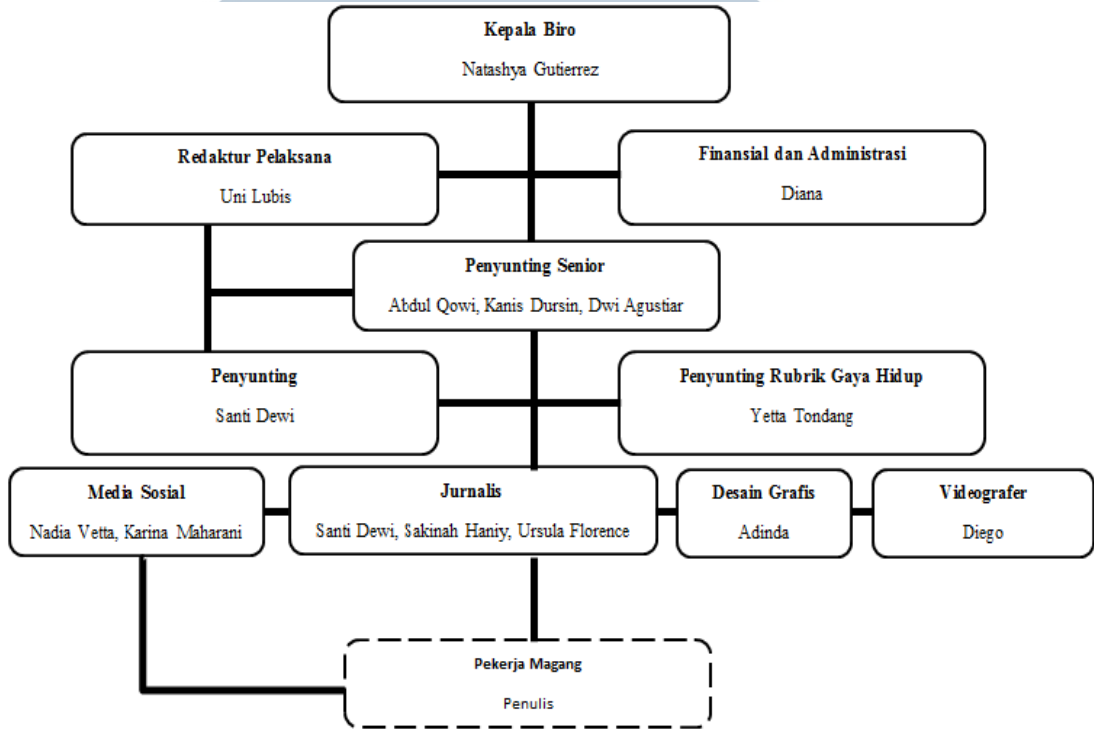 Kepala Biro
Natashya Gutierrez
Redaktur Pelaksana
Uni Lubis
Finansial dan Administrasi
Diana
Penyunting Senior
Abdul Qowi, Kanis Dursin, Dwi Agustiar
Penyunting
Santi Dewi
Penyunting Rubrik Gaya Hidup
Yetta Tondang
Media Sosial
Nadia Vetta, Karina Maharani
Jurnalis
Santi Dewi, Sakinah Haniy, Ursula Florence
Desain Grafis
Adinda
Videografer
Diego
Pekerja Magang
Penulis